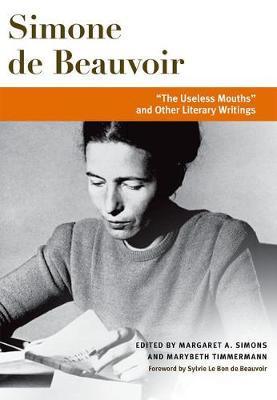 Simone
de Beauvoir
“The Useless Mouths”
and Other Literary Writings
EDITED BY MARGARET A. SIMONS
AND MARYBETH TIMMERMANN
Foreword by Sylvie Le Bon de Beauvoir